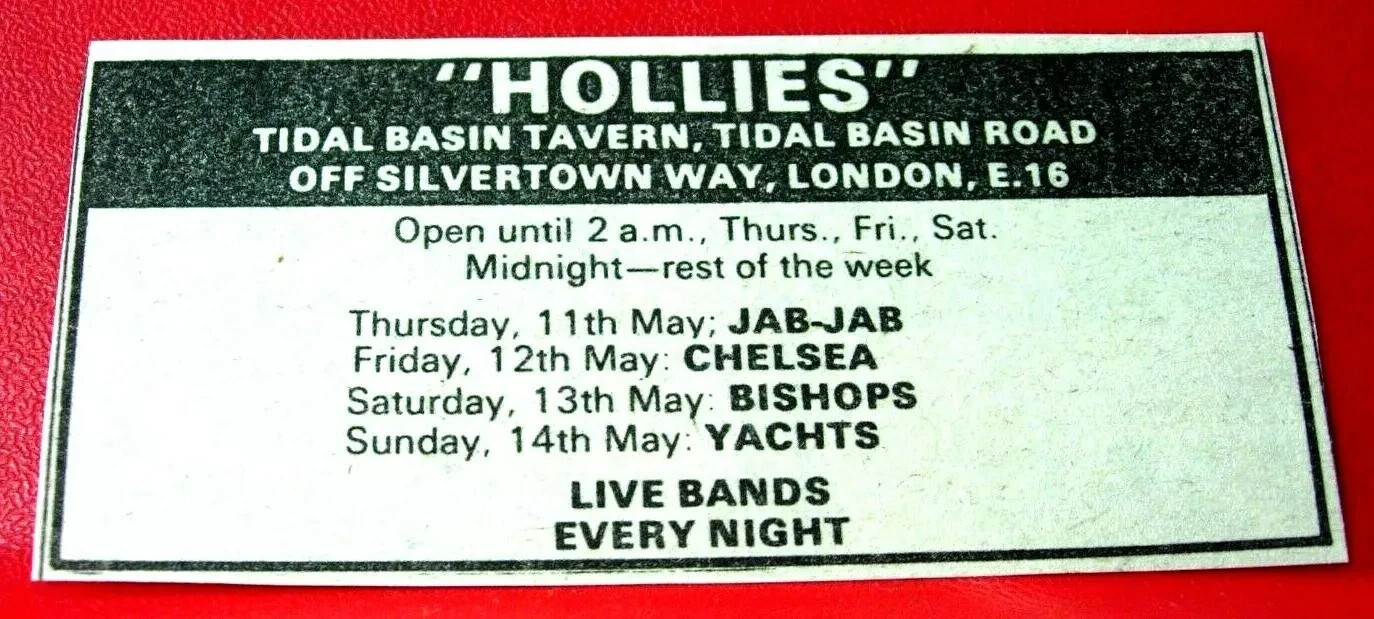 "HOLLIES"
TIDAL BASIN TAVERN, TIDAL BASIN ROAD
OFF SILVERTOWN WAY, LONDON, E.16
Open until 2 a.m., Thurs., Fri., Sat.
Midnight—rest of the week
Thursday, 11th May; JAB-JAB
Friday, 12th May: CHELSEA
Saturday, 13th May: BISHOPS
Sunday, 14th May: YACHTS
LIVE BANDS
EVERY NIGHT